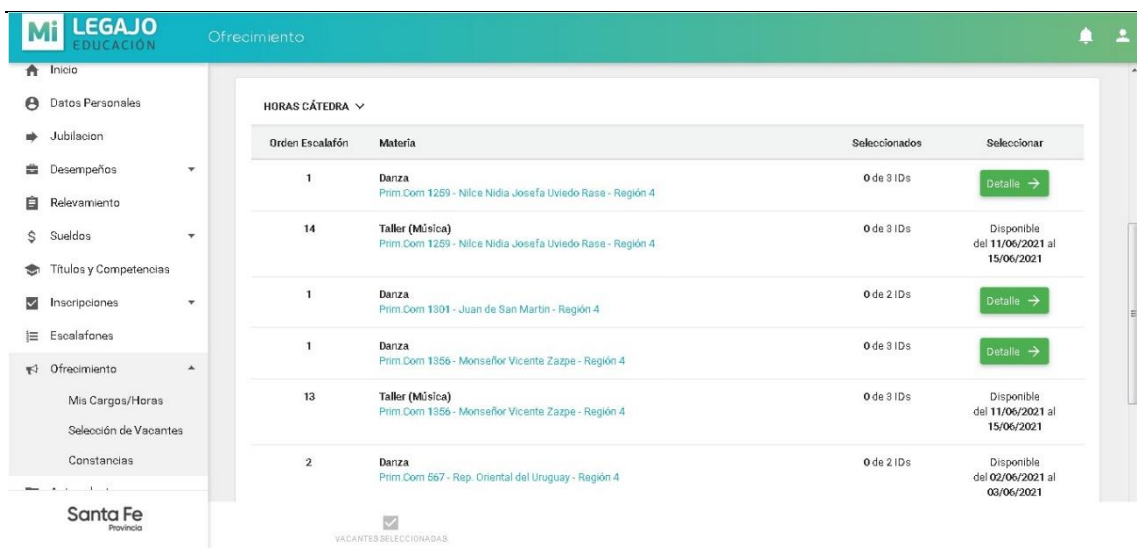 Mi LEGAJO
EDUCACIÓN
Ofrecimiento
Inicio
Datos Personales
Jubilacion
Desempeños
Relevamiento
Sueldos
Títulos y Competencias
Inscripciones
Escalafones
Ofrecimiento
Mis Cargos/Horas
Selección de Vacantes
Constancias
Santa Fe
Provincia
HORAS CÁTEDRA
Orden Escalafón Materia Seleccionados Seleccionar
1 Danza 0 de 3 IDs Detalle →
Prim.Com 1259 - Nilce Nidia Josefa Uviedo Rase - Región 4
14 Taller (Música) 0 de 3 IDs Disponible
Prim.Com 1259 - Nilce Nidia Josefa Uviedo Rase - Región 4 del 11/06/2021 al
15/06/2021
1 Danza 0 de 2 IDs Detalle →
Prim.Com 1301 - Juan de San Martin - Región 4
1 Danza 0 de 3 IDs Detalle →
Prim.Com 1356 - Monseñor Vicente Zazpe - Región 4
13 Taller (Música) 0 de 3 IDs Disponible
Prim.Com 1356 - Monseñor Vicente Zazpe - Región 4 del 11/06/2021 al
15/06/2021
2 Danza 0 de 2 IDs Disponible
Prim.Com 567 - Rep. Oriental del Uruguay - Región 4 del 02/06/2021 al
03/06/2021
VACANTES SELECCIONADAS